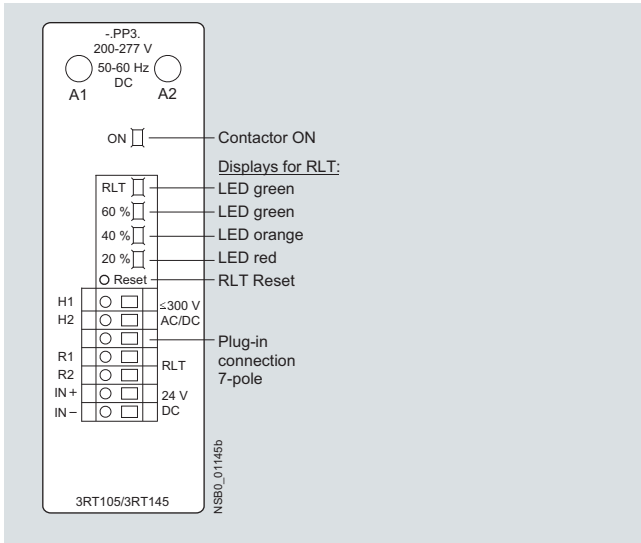 -.PP3.
200-277 V
50-60 Hz
DC
A1 A2
ON Contactor ON
Displays for RLT:
RLT LED green
60 % LED green
40 % LED orange
20 % LED red
Reset RLT Reset
H1 ≤300 V
H2 AC/DC
Plug-in
connection
7-pole
R1 RLT
R2
IN + 24 V
IN – DC
NSB0_01145b
3RT105/3RT145